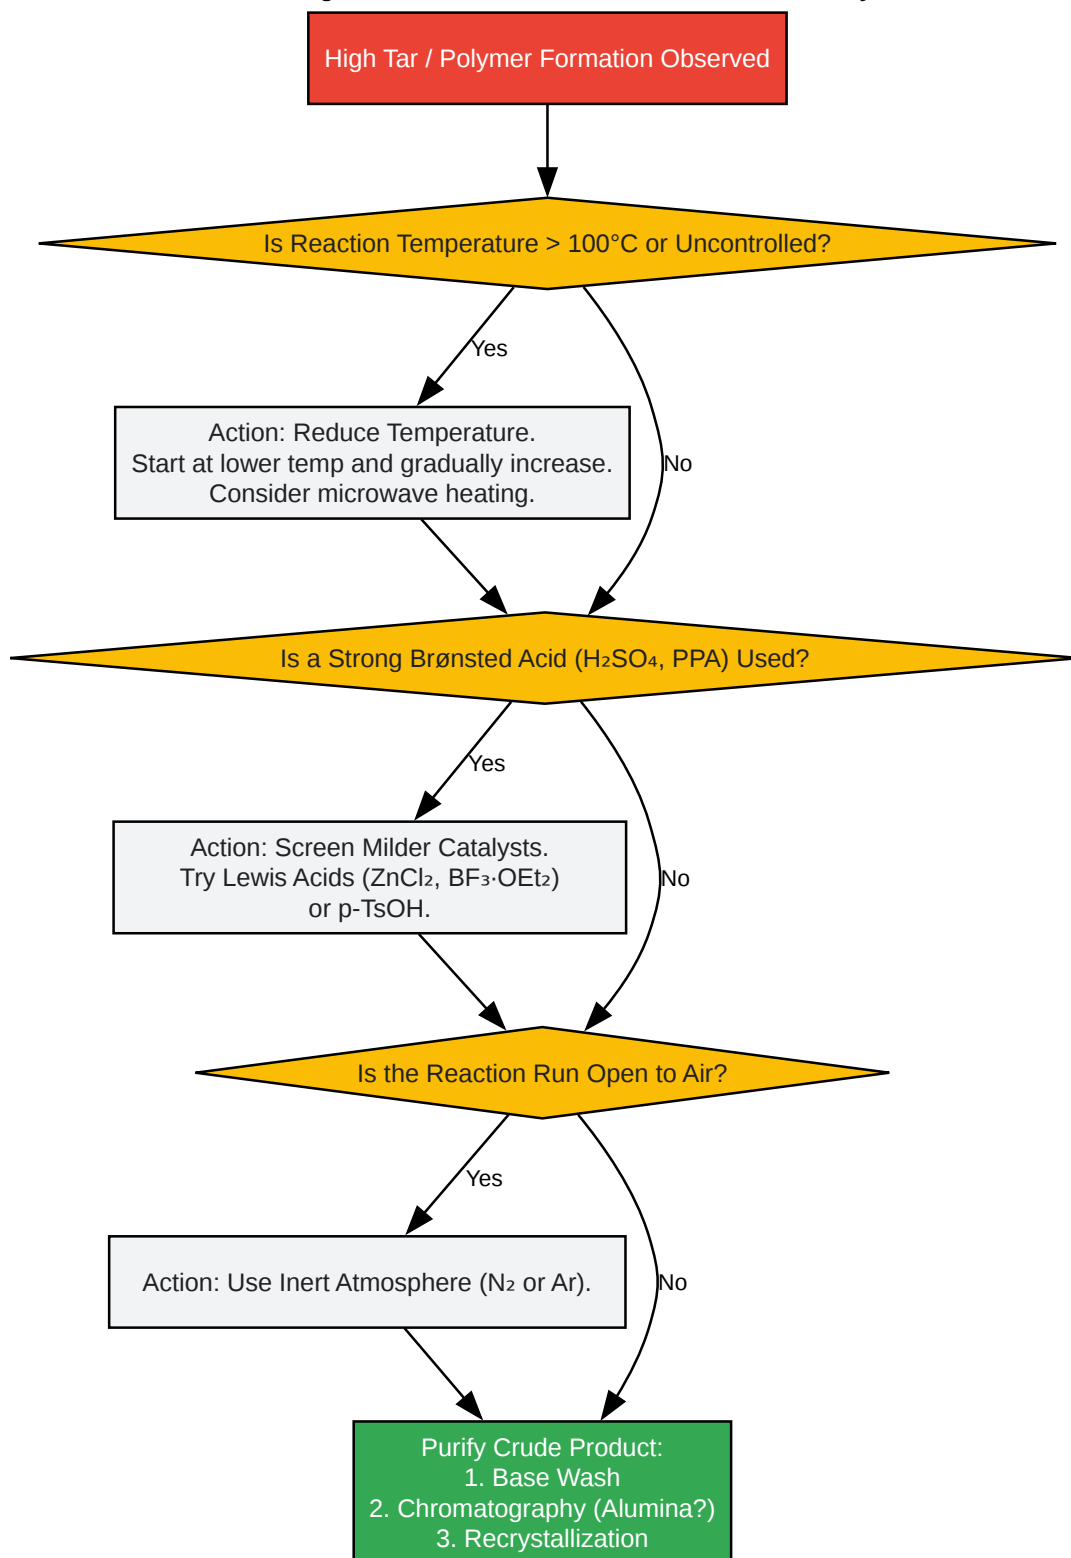 High Tar / Polymer Formation Observed
Is Reaction Temperature > 100°C or Uncontrolled?
Yes
Action: Reduce Temperature.
Start at lower temp and gradually increase.
Consider microwave heating.
No
Is a Strong Brønsted Acid (H₂SO₄, PPA) Used?
Yes
Action: Screen Milder Catalysts.
Try Lewis Acids (ZnCl₂, BF₃·OEt₂)
or p-TsOH.
No
Is the Reaction Run Open to Air?
Yes
Action: Use Inert Atmosphere (N₂ or Ar).
No
Purify Crude Product:
1. Base Wash
2. Chromatography (Alumina?)
3. Recrystallization